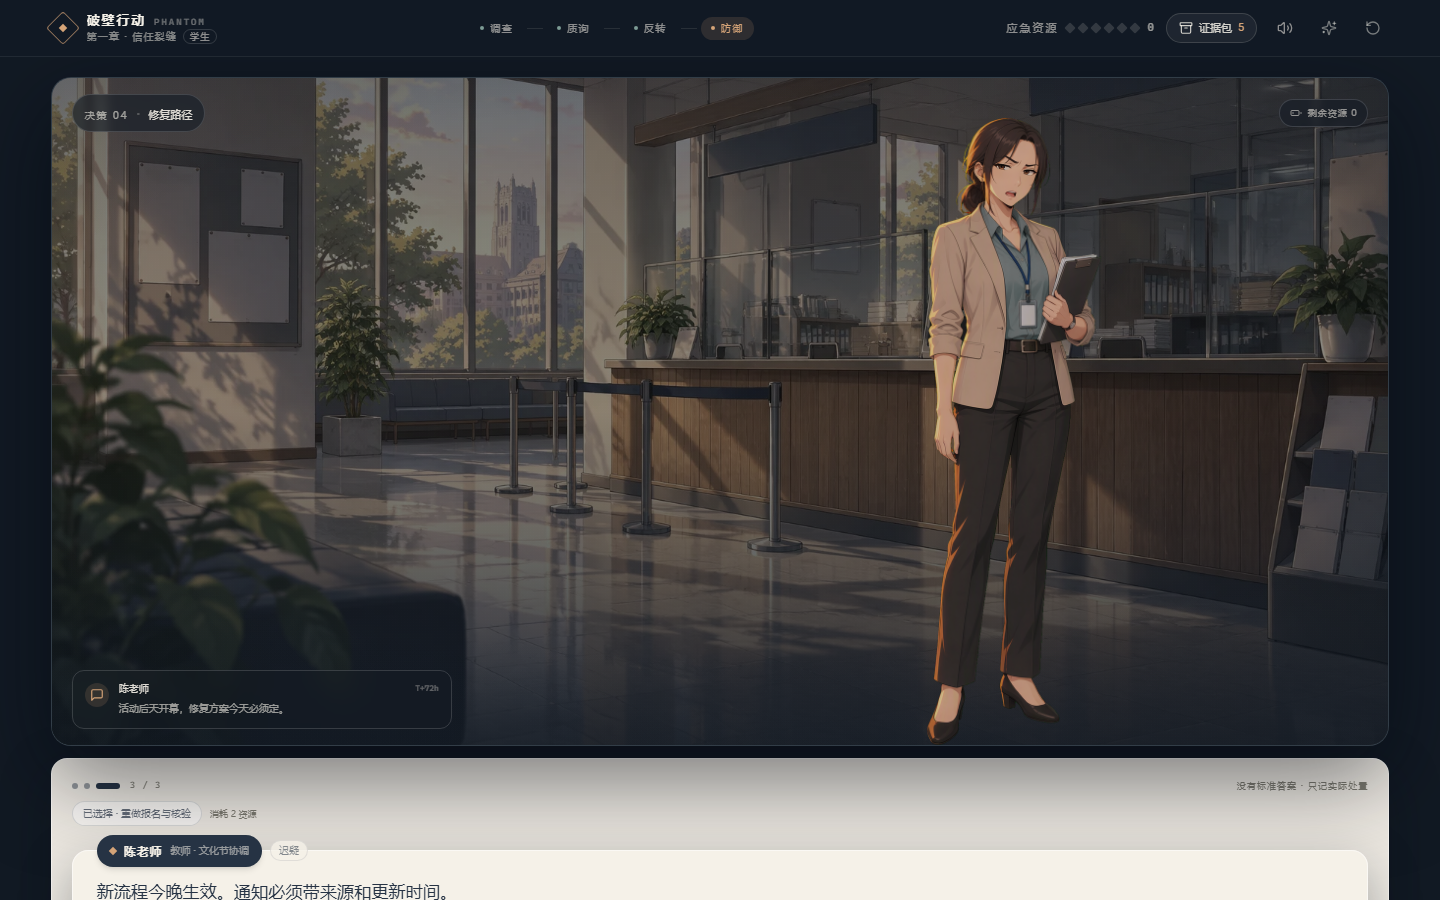 破壁行动 PHANTOM
第一章 · 信任裂缝 学生
调查
质询
反转
防御
应急资源 0
证据包 5
决策 04 · 修复路径
剩余资源 0
陈老师 T+72h
活动后天开幕，修复方案今天必须定。
3 / 3
没有标准答案 · 只记实际处置
已选择 · 重做报名与核验 消耗 2 资源
陈老师 教师 · 文化节协调 迟疑
新流程今晚生效。通知必须带来源和更新时间。